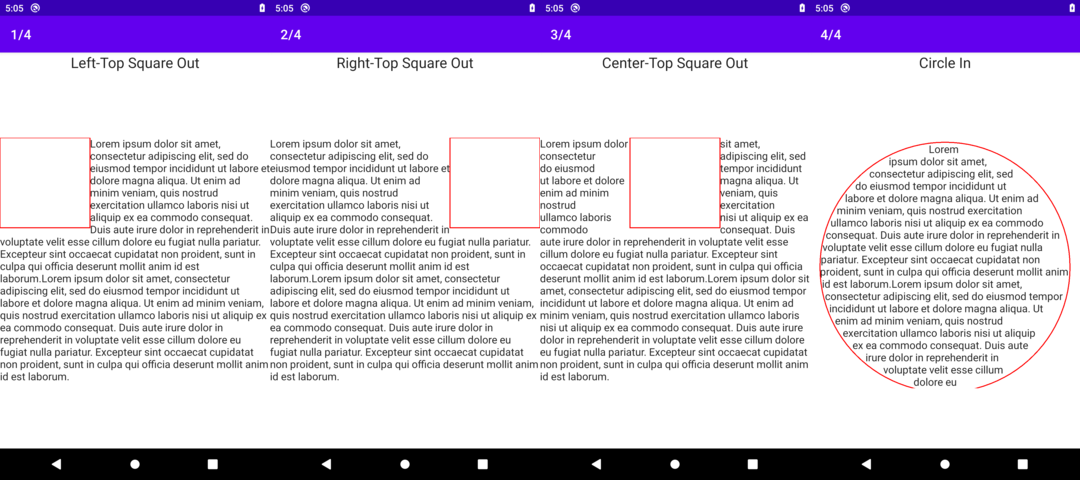 5:05
1/4
Left-Top Square Out
Lorem ipsum dolor sit amet,
consectetur adipiscing elit, sed do
eiusmod tempor incididunt ut labore et
dolore magna aliqua. Ut enim ad
minim veniam, quis nostrud
exercitation ullamco laboris nisi ut
aliquip ex ea commodo consequat.
Duis aute irure dolor in reprehenderit in
voluptate velit esse cillum dolore eu fugiat nulla pariatur.
Excepteur sint occaecat cupidatat non proident, sunt in
culpa qui officia deserunt mollit anim id est
laborum.Lorem ipsum dolor sit amet, consectetur
adipiscing elit, sed do eiusmod tempor incididunt ut
labore et dolore magna aliqua. Ut enim ad minim veniam,
quis nostrud exercitation ullamco laboris nisi ut aliquip ex
ea commodo consequat. Duis aute irure dolor in
reprehenderit in voluptate velit esse cillum dolore eu
fugiat nulla pariatur. Excepteur sint occaecat cupidatat
non proident, sunt in culpa qui officia deserunt mollit anim
id est laborum.
5:05
2/4
Right-Top Square Out
Lorem ipsum dolor sit amet,
consectetur adipiscing elit, sed do
eiusmod tempor incididunt ut labore et
dolore magna aliqua. Ut enim ad
minim veniam, quis nostrud
exercitation ullamco laboris nisi ut
aliquip ex ea commodo consequat.
Duis aute irure dolor in reprehenderit in
voluptate velit esse cillum dolore eu fugiat nulla pariatur.
Excepteur sint occaecat cupidatat non proident, sunt in
culpa qui officia deserunt mollit anim id est
laborum.Lorem ipsum dolor sit amet, consectetur
adipiscing elit, sed do eiusmod tempor incididunt ut
labore et dolore magna aliqua. Ut enim ad minim veniam,
quis nostrud exercitation ullamco laboris nisi ut aliquip ex
ea commodo consequat. Duis aute irure dolor in
reprehenderit in voluptate velit esse cillum dolore eu
fugiat nulla pariatur. Excepteur sint occaecat cupidatat
non proident, sunt in culpa qui officia deserunt mollit anim
id est laborum.
5:05
3/4
Center-Top Square Out
Lorem ipsum dolor sit amet,
consectetur adipiscing elit, sed
do eiusmod tempor incididunt
ut labore et dolore magna aliqua. Ut
enim ad minim veniam, quis
nostrud exercitation
ullamco laboris nisi ut aliquip ex ea
commodo consequat. Duis
aute irure dolor in reprehenderit in voluptate velit esse
cillum dolore eu fugiat nulla pariatur. Excepteur sint
occaecat cupidatat non proident, sunt in culpa qui officia
deserunt mollit anim id est laborum.Lorem ipsum dolor sit
amet, consectetur adipiscing elit, sed do eiusmod tempor
incididunt ut labore et dolore magna aliqua. Ut enim ad
minim veniam, quis nostrud exercitation ullamco laboris
nisi ut aliquip ex ea commodo consequat. Duis aute irure
dolor in reprehenderit in voluptate velit esse cillum dolore
eu fugiat nulla pariatur. Excepteur sint occaecat cupidatat
non proident, sunt in culpa qui officia deserunt mollit anim
id est laborum.
5:05
4/4
Circle In
Lorem
ipsum dolor sit amet,
consectetur adipiscing elit, sed
do eiusmod tempor incididunt ut
labore et dolore magna aliqua. Ut enim ad
minim veniam, quis nostrud exercitation
ullamco laboris nisi ut aliquip ex ea commodo
consequat. Duis aute irure dolor in reprehenderit in
voluptate velit esse cillum dolore eu fugiat nulla
pariatur. Excepteur sint occaecat cupidatat non
proident, sunt in culpa qui officia deserunt mollit anim
id est laborum.Lorem ipsum dolor sit amet,
consectetur adipiscing elit, sed do eiusmod tempor
incididunt ut labore et dolore magna aliqua. Ut
enim ad minim veniam, quis nostrud
exercitation ullamco laboris nisi ut aliquip
ex ea commodo consequat. Duis aute
irure dolor in reprehenderit in
voluptate velit esse cillum
dolore eu